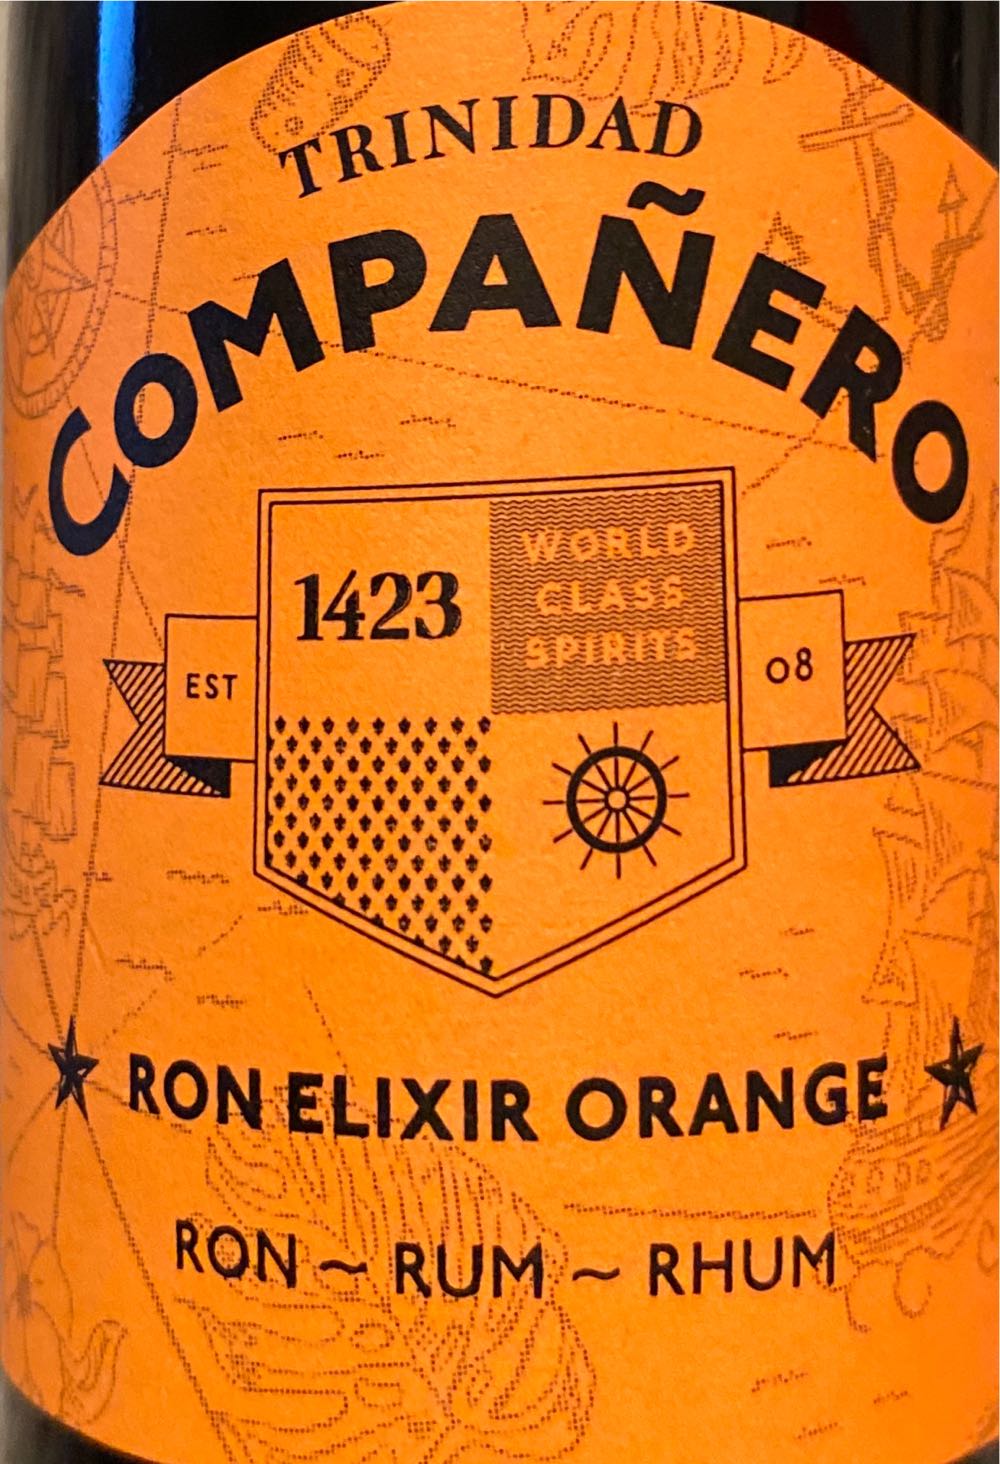 TRINIDAD
COMPAÑERO
1423
WORLD
CLASS
SPIRITS
EST
08
RON ELIXIR ORANGE
RON ~ RUM ~ RHUM